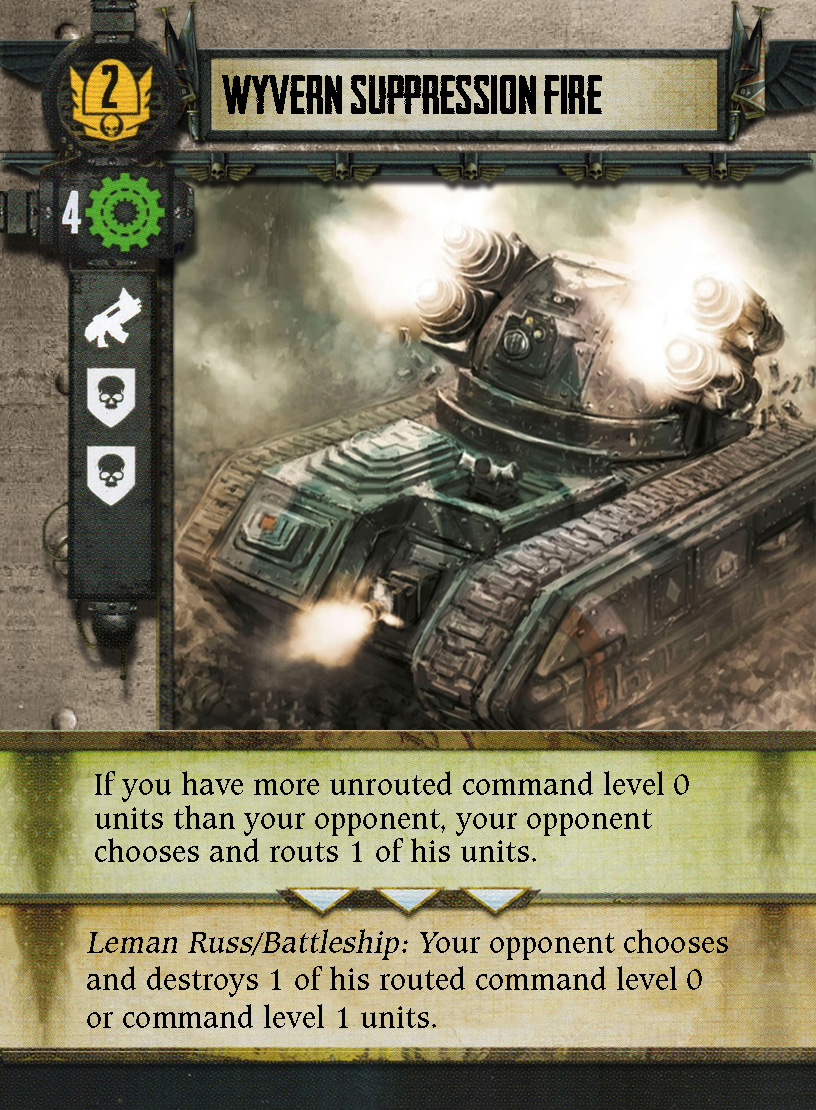 2
WYVERN SUPPRESSION FIRE
4
If you have more unrouted command level 0
units than your opponent, your opponent
chooses and routs 1 of his units.
Leman Russ/Battleship: Your opponent chooses
and destroys 1 of his routed command level 0
or command level 1 units.